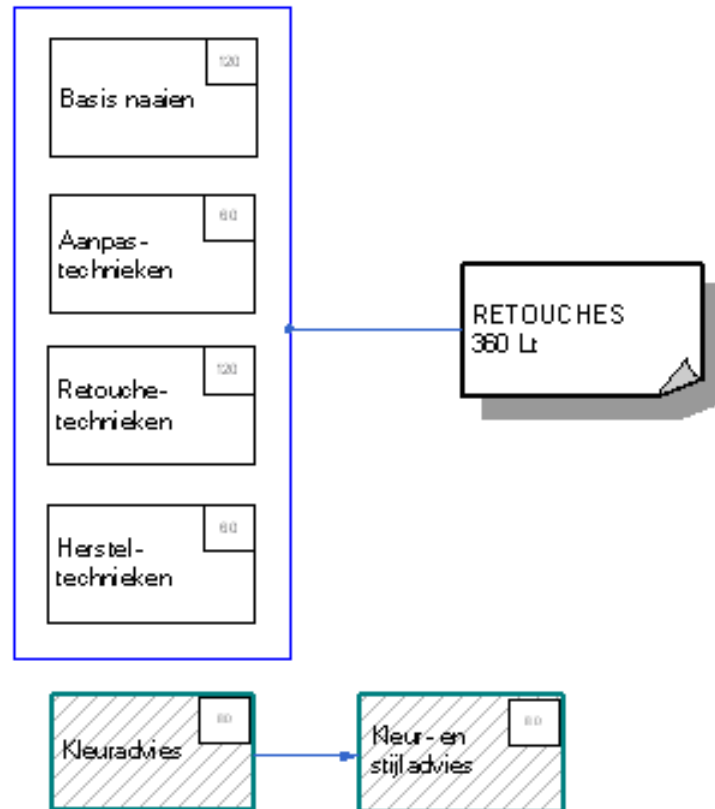 120
Basis naaien
60
Aanpas-
technieken
120
Retouche-
technieken
60
Herstel-
technieken
RETOUCHES
360 Lt
Kleuradvies
Kleur- en
stijladvies